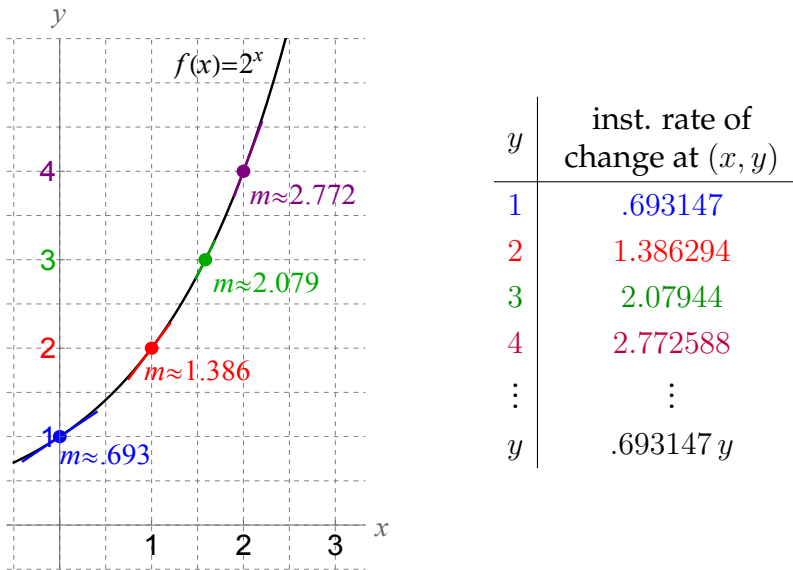 y
f(x)=2^x
4
m≈2.772
3
m≈2.079
2
m≈1.386
1
m≈.693
1 2 3
x
y inst. rate of change at (x, y)
1 .693147
2 1.386294
3 2.07944
4 2.772588
⋮ ⋮
y .693147 y